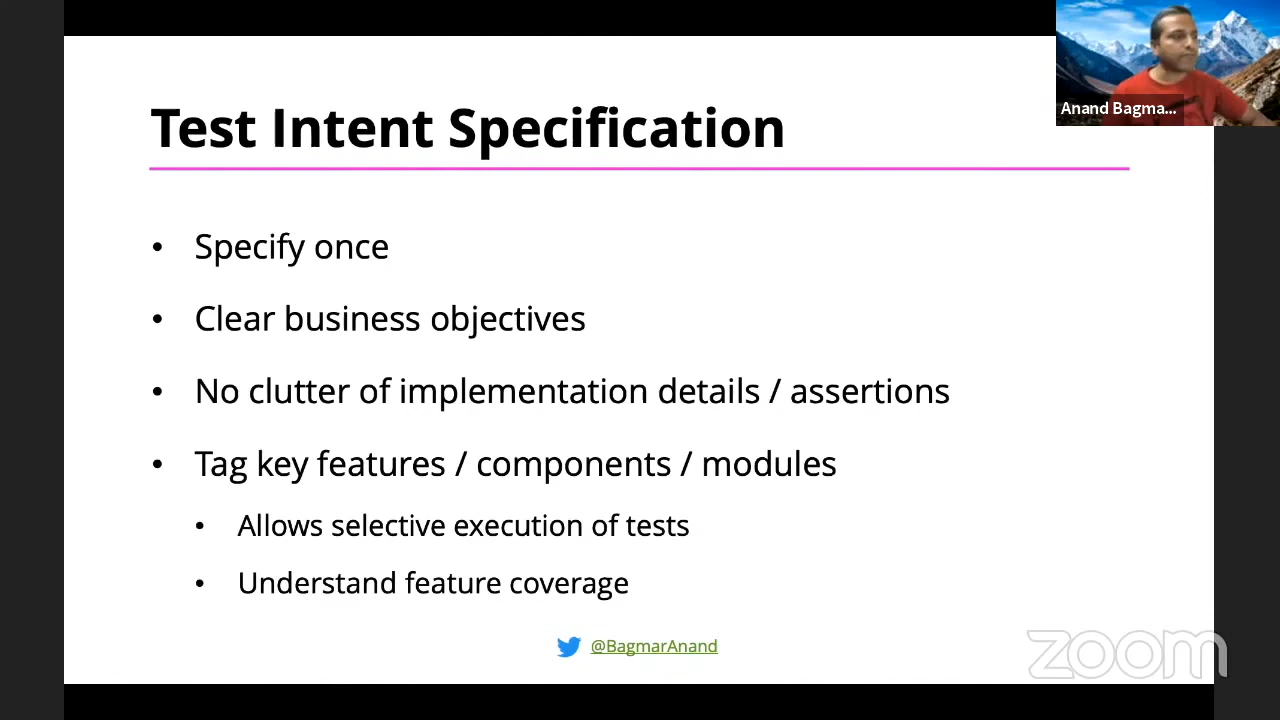 Test Intent Specification
Anand Bagma...
• Specify once
• Clear business objectives
• No clutter of implementation details / assertions
• Tag key features / components / modules
• Allows selective execution of tests
• Understand feature coverage
@BagmarAnand
zoom